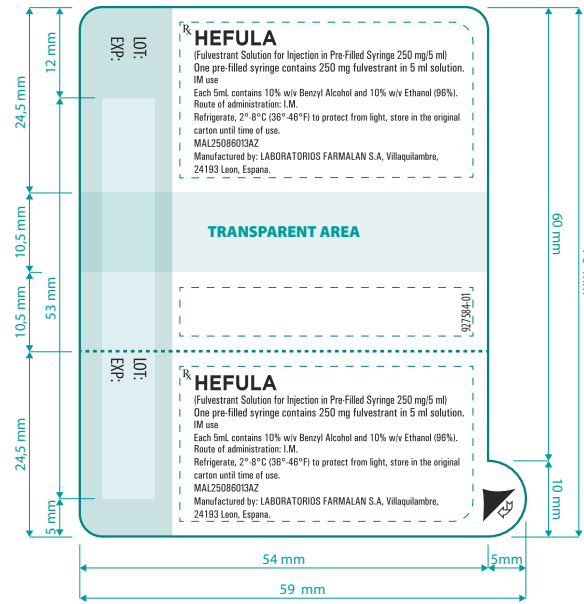 LOT:
EXP:
℞ HEFULA
(Fulvestrant Solution for Injection in Pre-Filled Syringe 250 mg/5 ml)
One pre-filled syringe contains 250 mg fulvestrant in 5 ml solution.
IM use
Each 5mL contains 10% w/v Benzyl Alcohol and 10% w/v Ethanol (96%).
Route of administration: I.M.
Refrigerate, 2°-8°C (36°-46°F) to protect from light, store in the original
carton until time of use.
MAL25086013AZ
Manufactured by: LABORATORIOS FARMALAN S.A, Villaquilambre,
24193 Leon, Espana.
12 mm
24,5 mm
TRANSPARENT AREA
10,5 mm
60 mm
53 mm
10,5 mm
927584-01
LOT:
EXP:
℞ HEFULA
(Fulvestrant Solution for Injection in Pre-Filled Syringe 250 mg/5 ml)
One pre-filled syringe contains 250 mg fulvestrant in 5 ml solution.
IM use
Each 5mL contains 10% w/v Benzyl Alcohol and 10% w/v Ethanol (96%).
Route of administration: I.M.
Refrigerate, 2°-8°C (36°-46°F) to protect from light, store in the original
carton until time of use.
MAL25086013AZ
Manufactured by: LABORATORIOS FARMALAN S.A, Villaquilambre,
24193 Leon, Espana.
24,5 mm
5 mm
10 mm
54 mm
5mm
59 mm